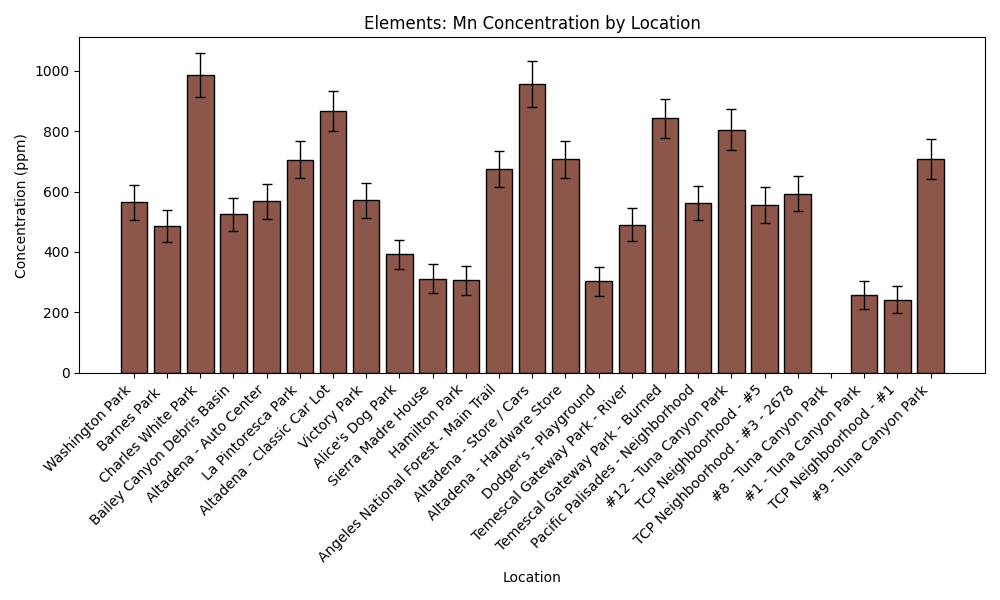 Elements: Mn Concentration by Location
Concentration (ppm)
1000
800
600
400
200
0
Washington Park
Barnes Park
Charles White Park
Bailey Canyon Debris Basin
Altadena - Auto Center
La Pintoresca Park
Altadena - Classic Car Lot
Victory Park
Alice's Dog Park
Sierra Madre House
Hamilton Park
Angeles National Forest - Main Trail
Altadena - Store / Cars
Altadena - Hardware Store
Dodger's - Playground
Temescal Gateway Park - River
Temescal Gateway Park - Burned
Pacific Palisades - Neighborhood
#12 - Tuna Canyon Park
TCP Neighboorhood - #5
TCP Neighboorhood - #3 - 2678
#8 - Tuna Canyon Park
#1 - Tuna Canyon Park
TCP Neighboorhood - #1
#9 - Tuna Canyon Park
Location